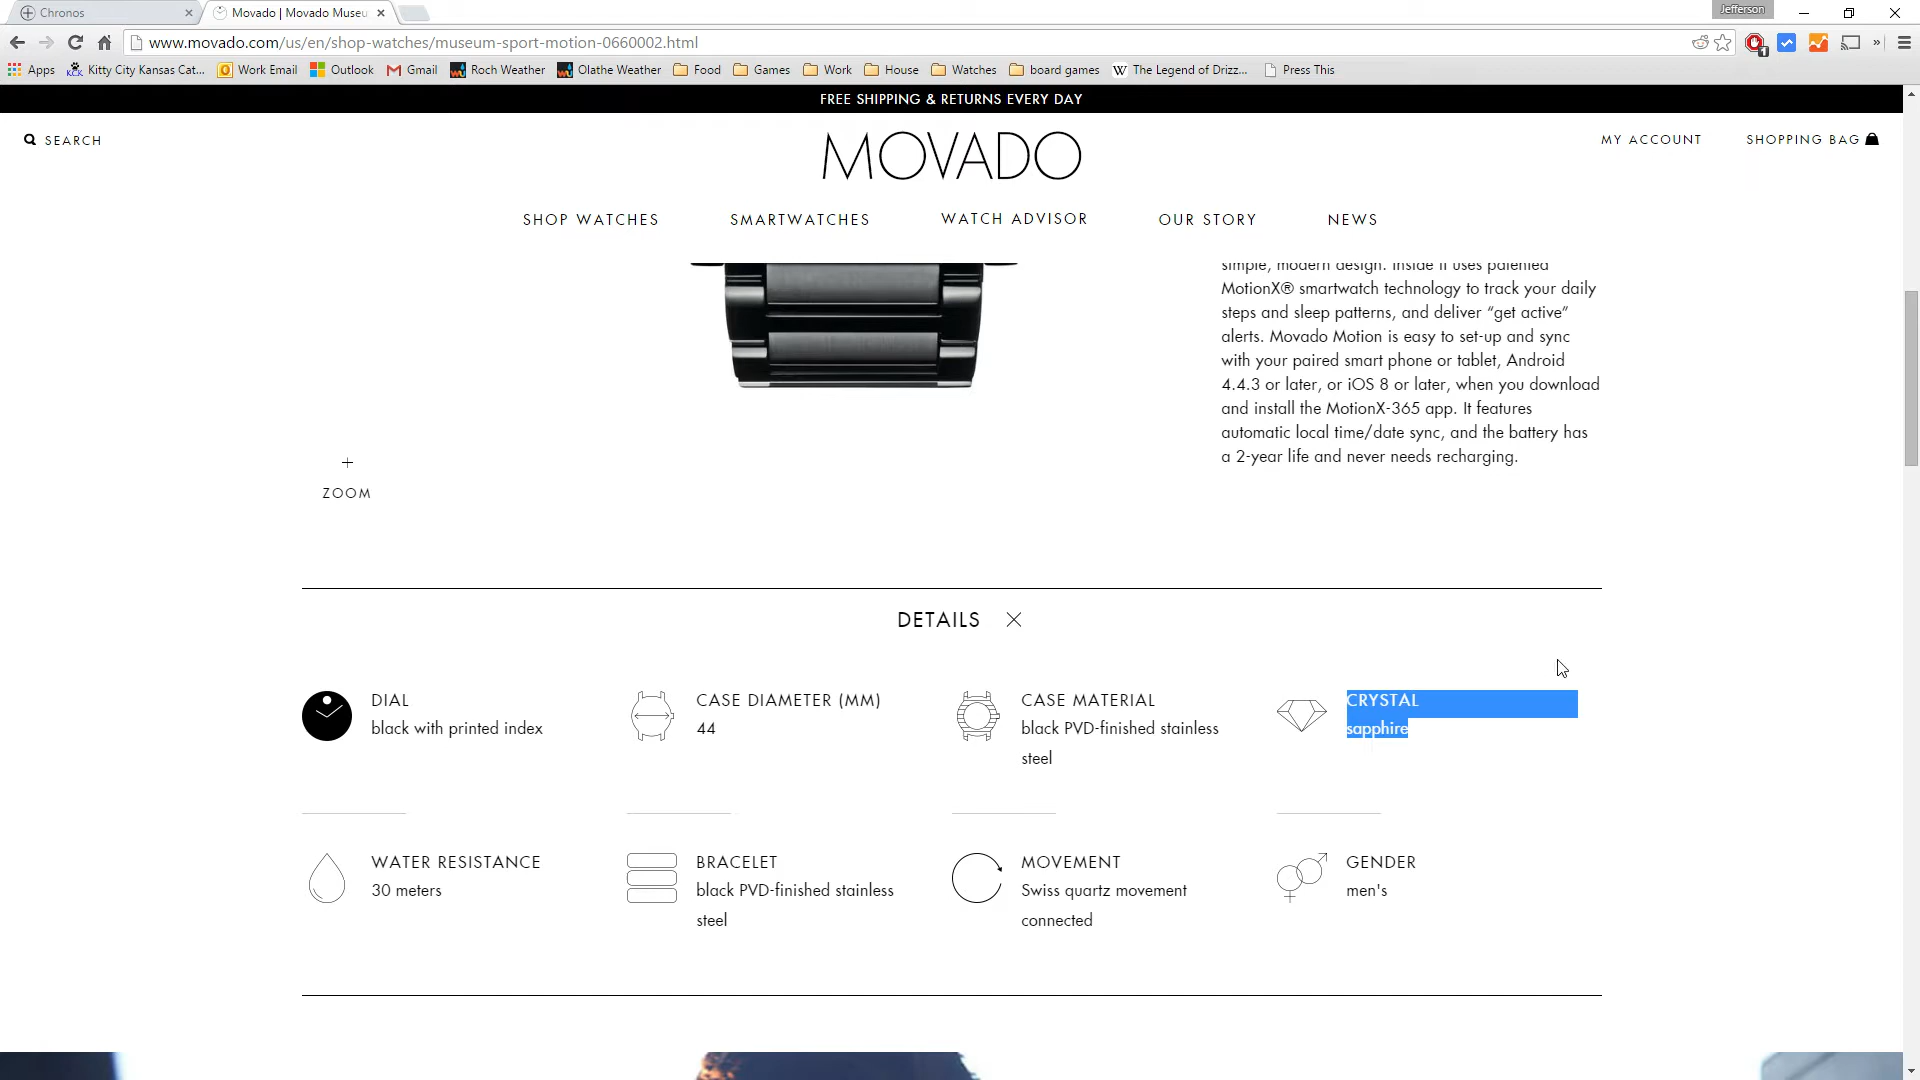 Chronos
Movado | Movado Museu
Jefferson
www.movado.com/us/en/shop-watches/museum-sport-motion-0660002.html
Apps
Kitty City Kansas Cat...
Work Email
Outlook
Gmail
Roch Weather
Olathe Weather
Food
Games
Work
House
Watches
board games
W The Legend of Drizz...
Press This
FREE SHIPPING & RETURNS EVERY DAY
SEARCH
MOVADO
MY ACCOUNT
SHOPPING BAG
SHOP WATCHES
SMARTWATCHES
WATCH ADVISOR
OUR STORY
NEWS
simple, modern design. Inside it uses patented
MotionX® smartwatch technology to track your daily
steps and sleep patterns, and deliver “get active”
alerts. Movado Motion is easy to set-up and sync
with your paired smart phone or tablet, Android
4.4.3 or later, or iOS 8 or later, when you download
and install the MotionX-365 app. It features
automatic local time/date sync, and the battery has
a 2-year life and never needs recharging.
ZOOM
DETAILS
DIAL
black with printed index
CASE DIAMETER (MM)
44
CASE MATERIAL
black PVD-finished stainless
steel
CRYSTAL
sapphire
WATER RESISTANCE
30 meters
BRACELET
black PVD-finished stainless
steel
MOVEMENT
Swiss quartz movement
connected
GENDER
men's